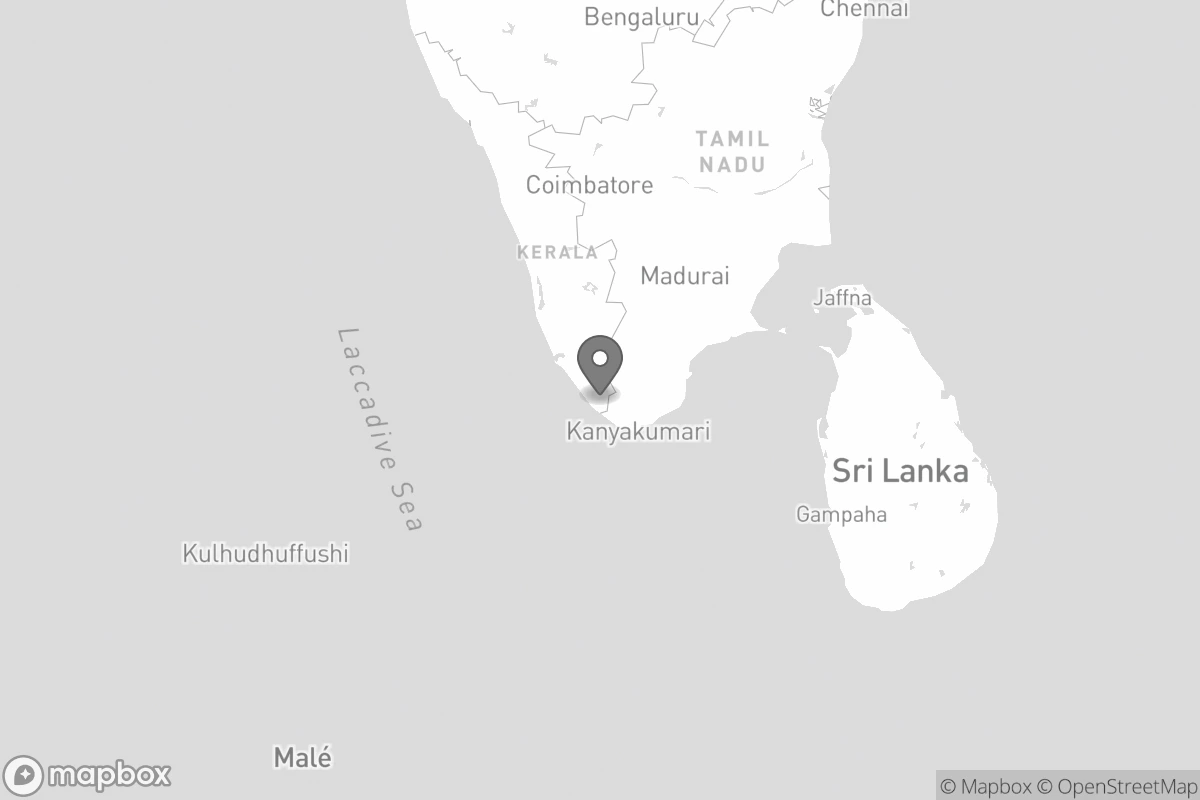 Chennai
Bengaluru
TAMIL
NADU
Coimbatore
KERALA
Madurai
Jaffna
Laccadive Sea
Kanyakumari
Sri Lanka
Gampaha
Kulhudhuffushi
Malé
mapbox
© Mapbox © OpenStreetMap